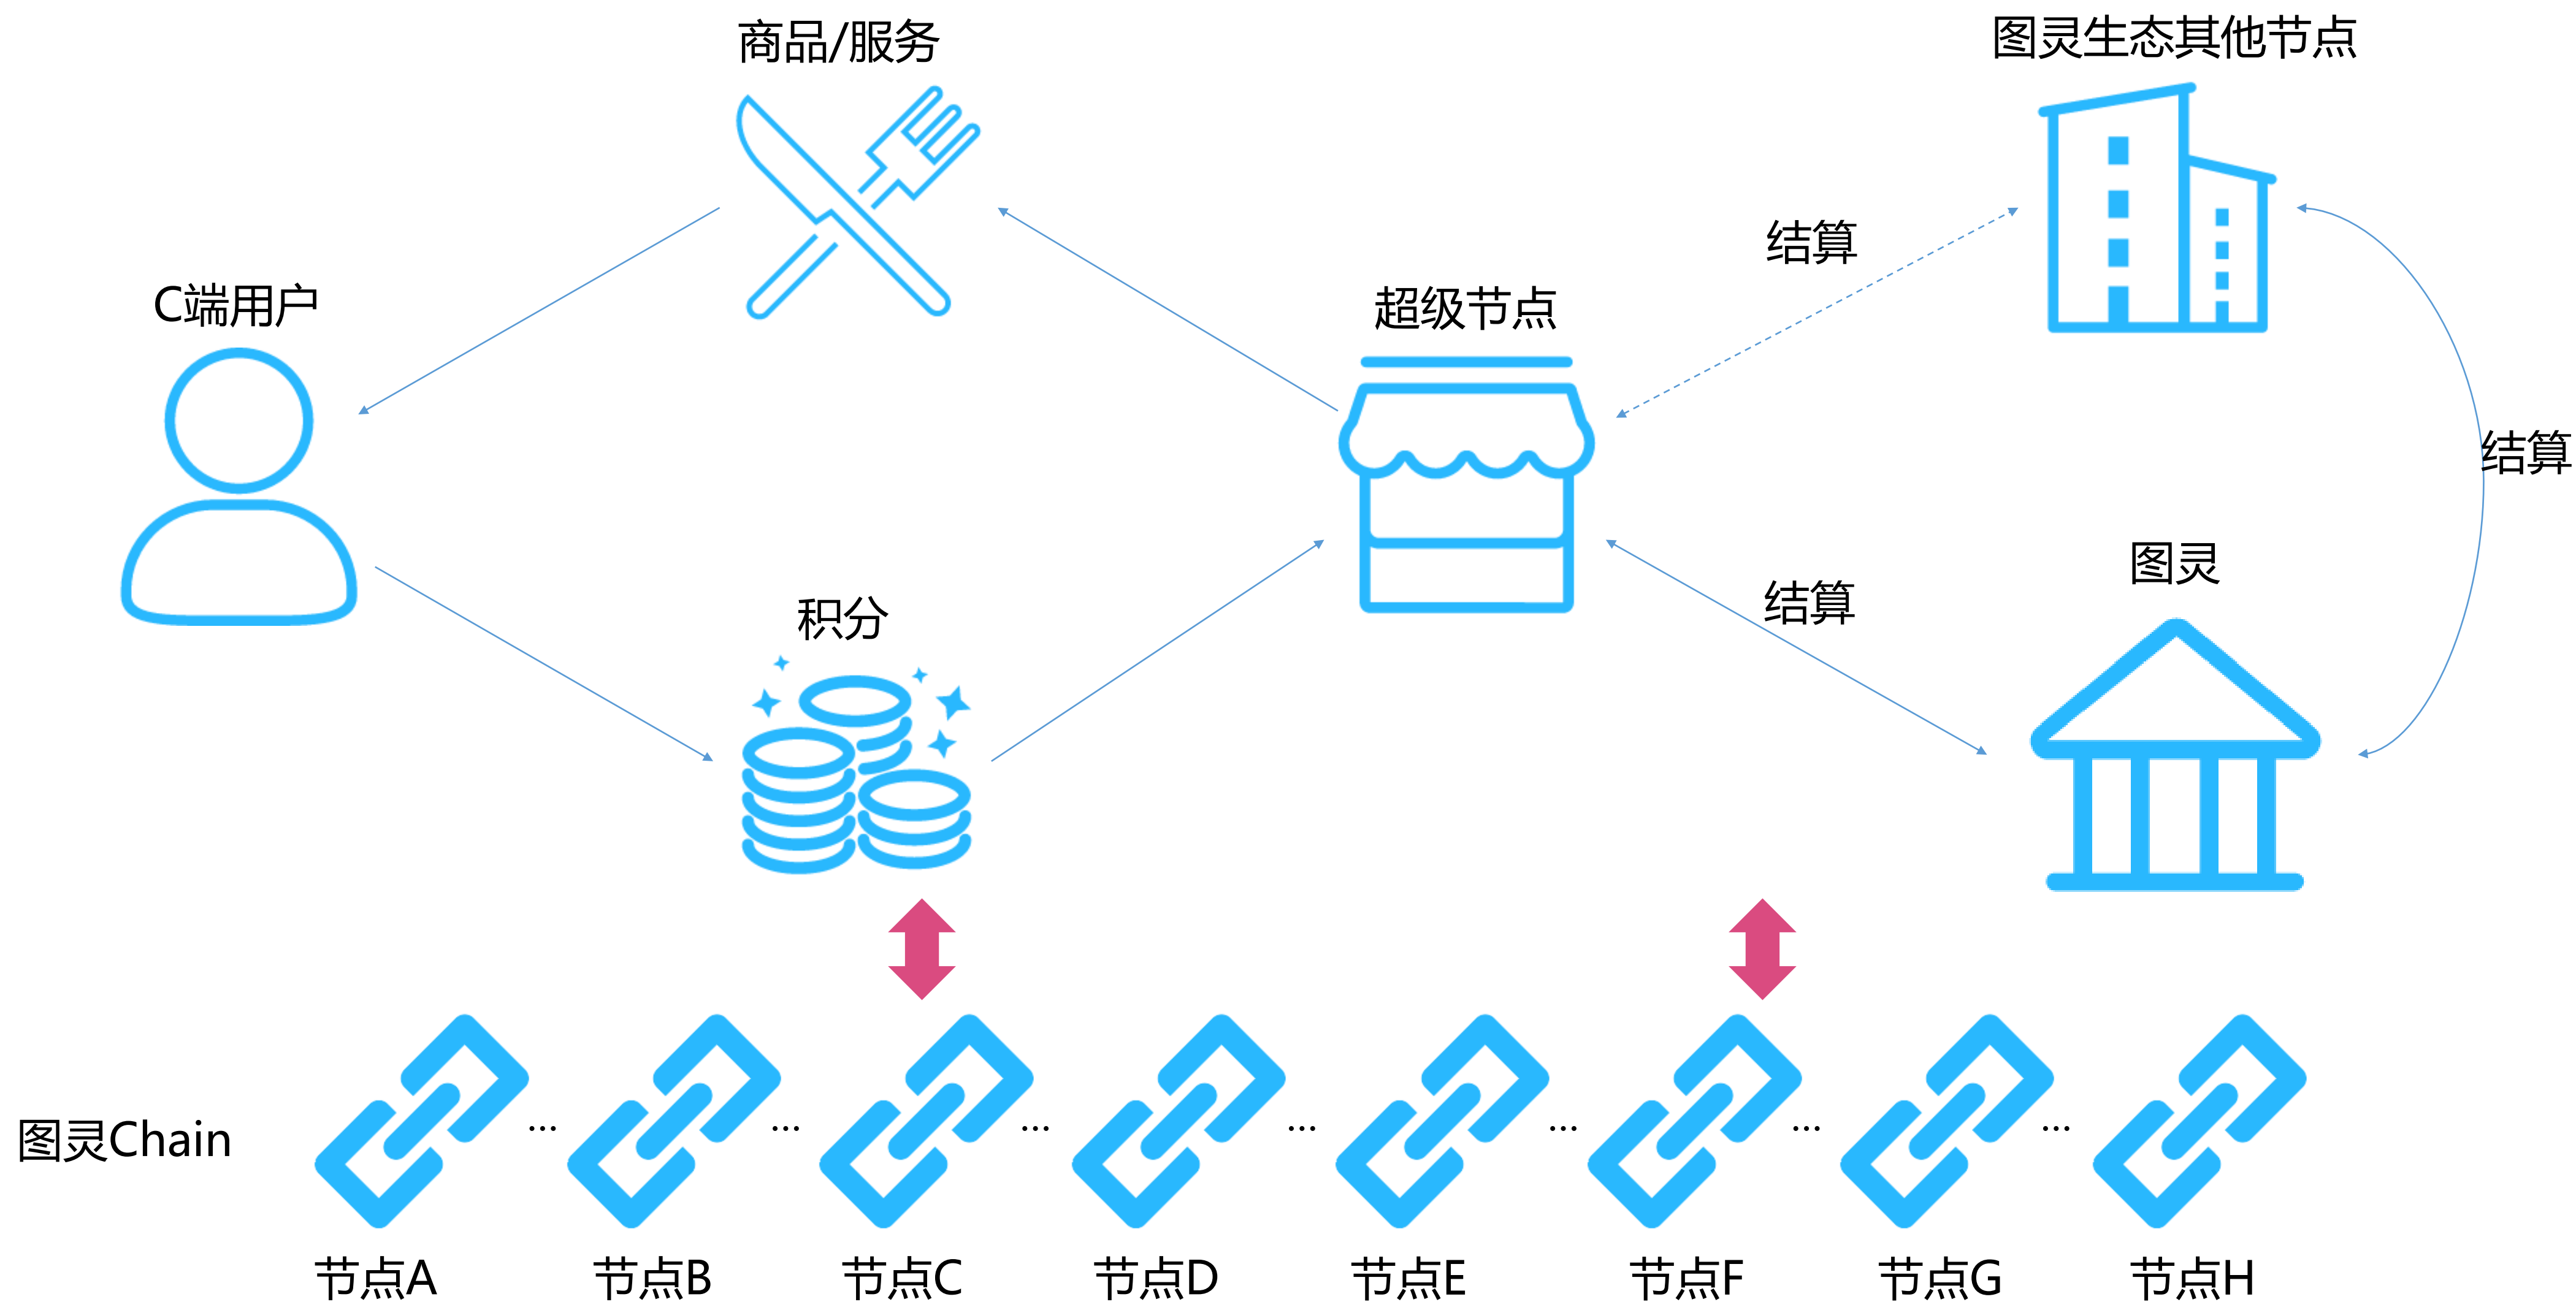 商品/服务
图灵生态其他节点
C端用户
超级节点
结算
结算
积分
结算
图灵
图灵Chain
...
...
...
...
...
...
...
节点A
节点B
节点C
节点D
节点E
节点F
节点G
节点H